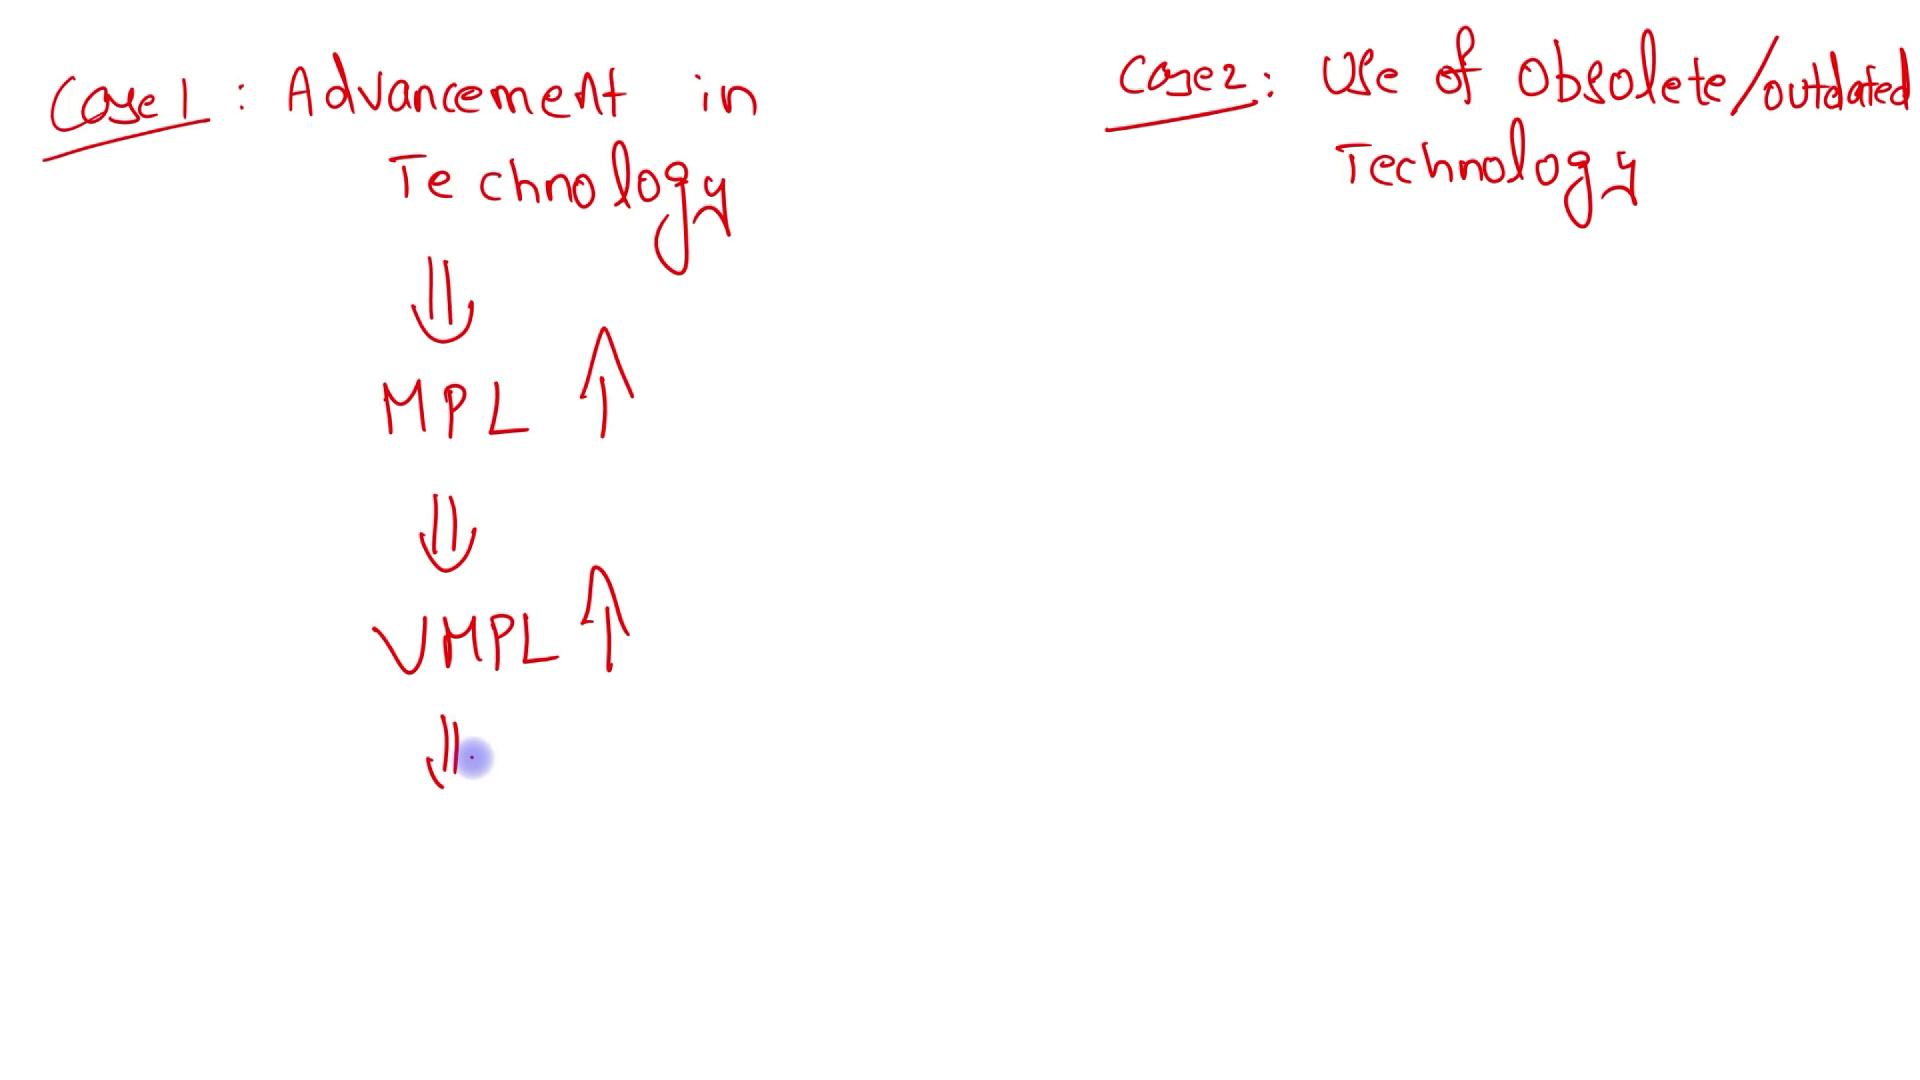 Case 1 : Advancement in
Technology
⇓
MPL ↑
⇓
VMPL ↑
Case 2 : Use of Obsolete/outdated
Technology